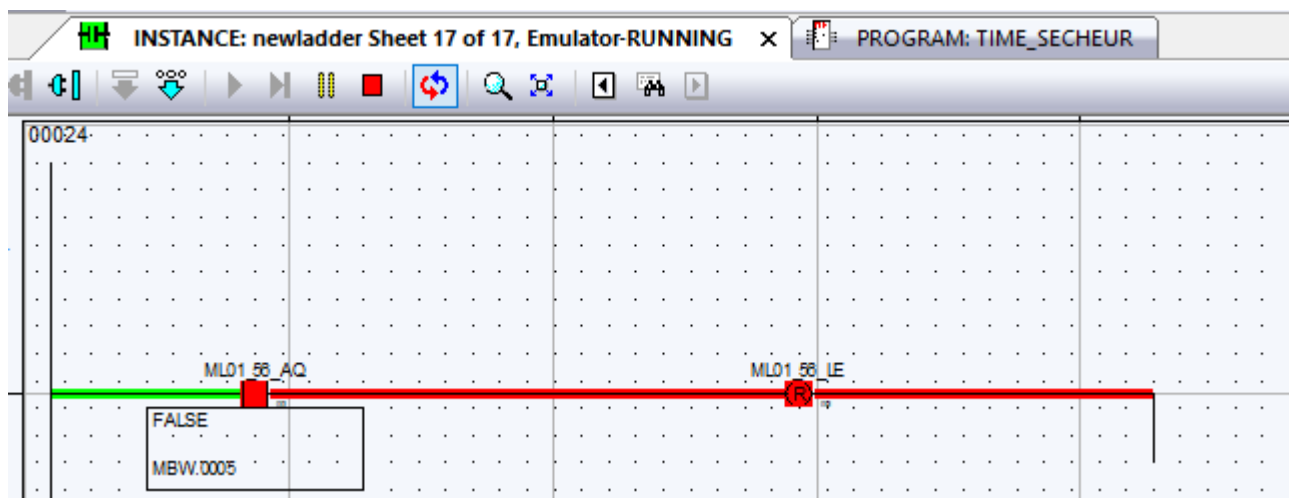 INSTANCE: newladder Sheet 17 of 17, Emulator-RUNNING
PROGRAM: TIME_SECHEUR
00024
ML01_56_AQ
ML01_56_LE
(R)
FALSE
MBW.0005